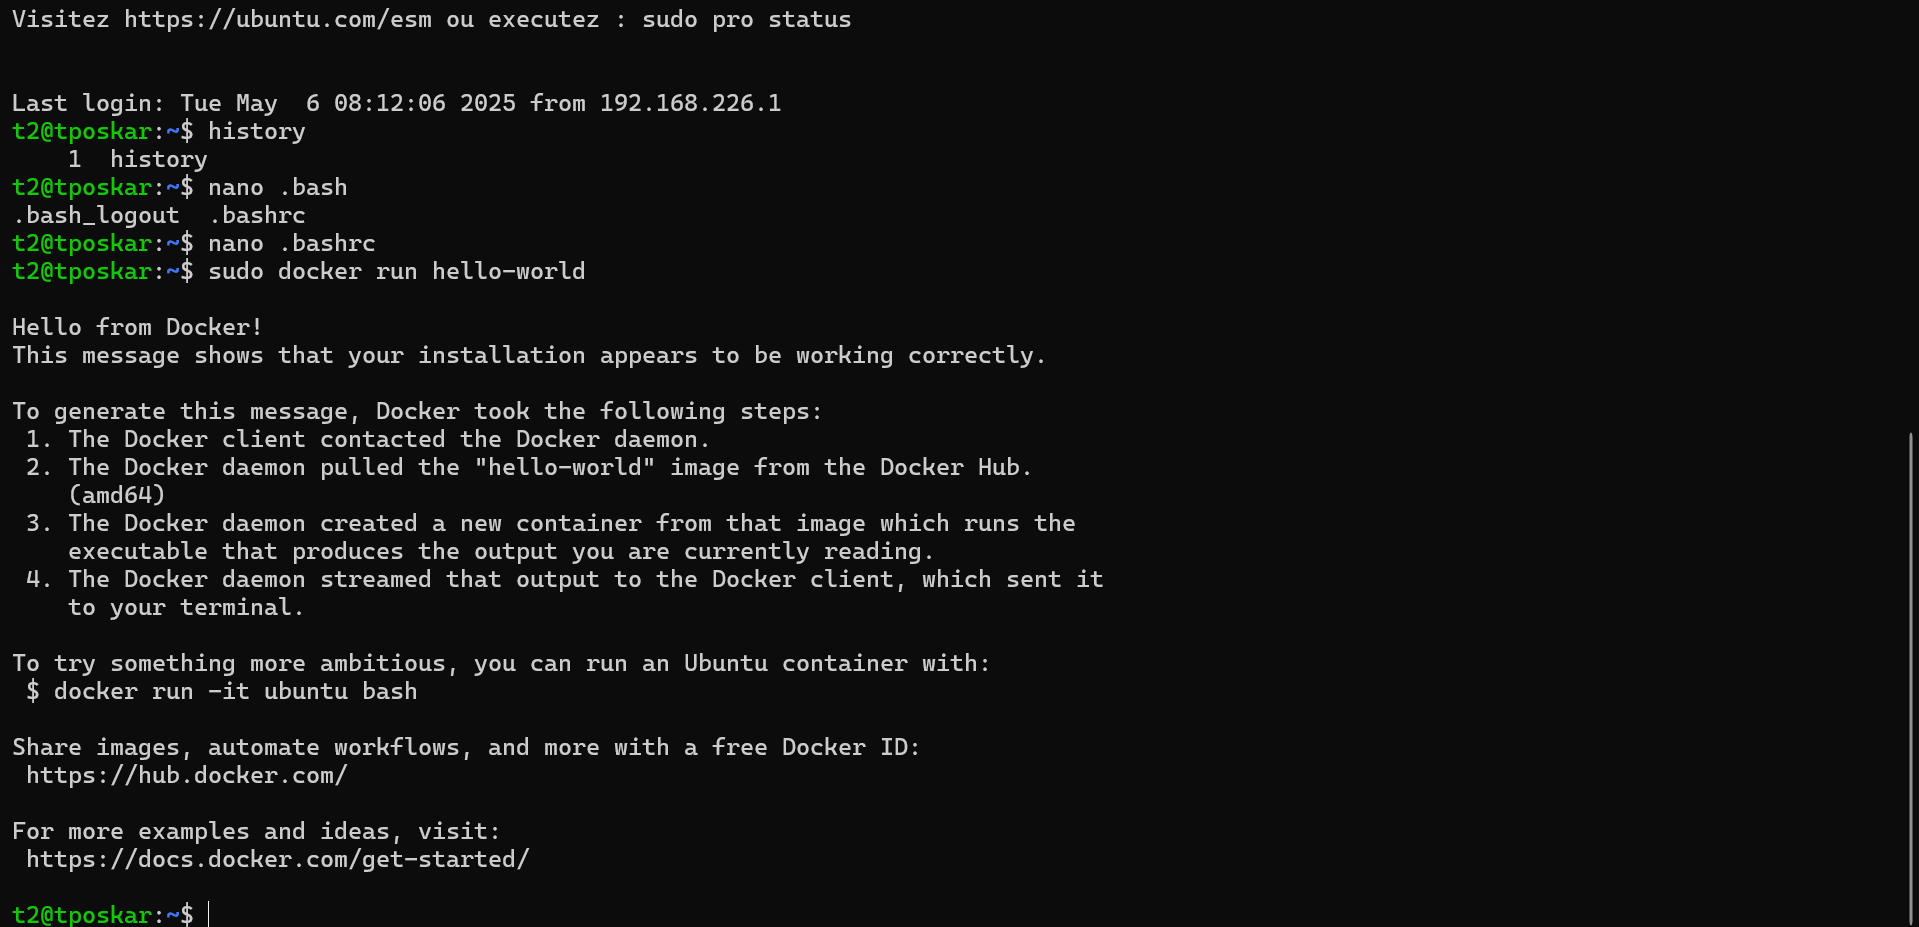 Visitez https://ubuntu.com/esm ou executez : sudo pro status
Last login: Tue May  6 08:12:06 2025 from 192.168.226.1
t2@tposkar:~$ history
    1  history
t2@tposkar:~$ nano .bash
.bash_logout  .bashrc
t2@tposkar:~$ nano .bashrc
t2@tposkar:~$ sudo docker run hello-world
Hello from Docker!
This message shows that your installation appears to be working correctly.
To generate this message, Docker took the following steps:
 1. The Docker client contacted the Docker daemon.
 2. The Docker daemon pulled the "hello-world" image from the Docker Hub.
    (amd64)
 3. The Docker daemon created a new container from that image which runs the
    executable that produces the output you are currently reading.
 4. The Docker daemon streamed that output to the Docker client, which sent it
    to your terminal.
To try something more ambitious, you can run an Ubuntu container with:
 $ docker run -it ubuntu bash
Share images, automate workflows, and more with a free Docker ID:
 https://hub.docker.com/
For more examples and ideas, visit:
 https://docs.docker.com/get-started/
t2@tposkar:~$